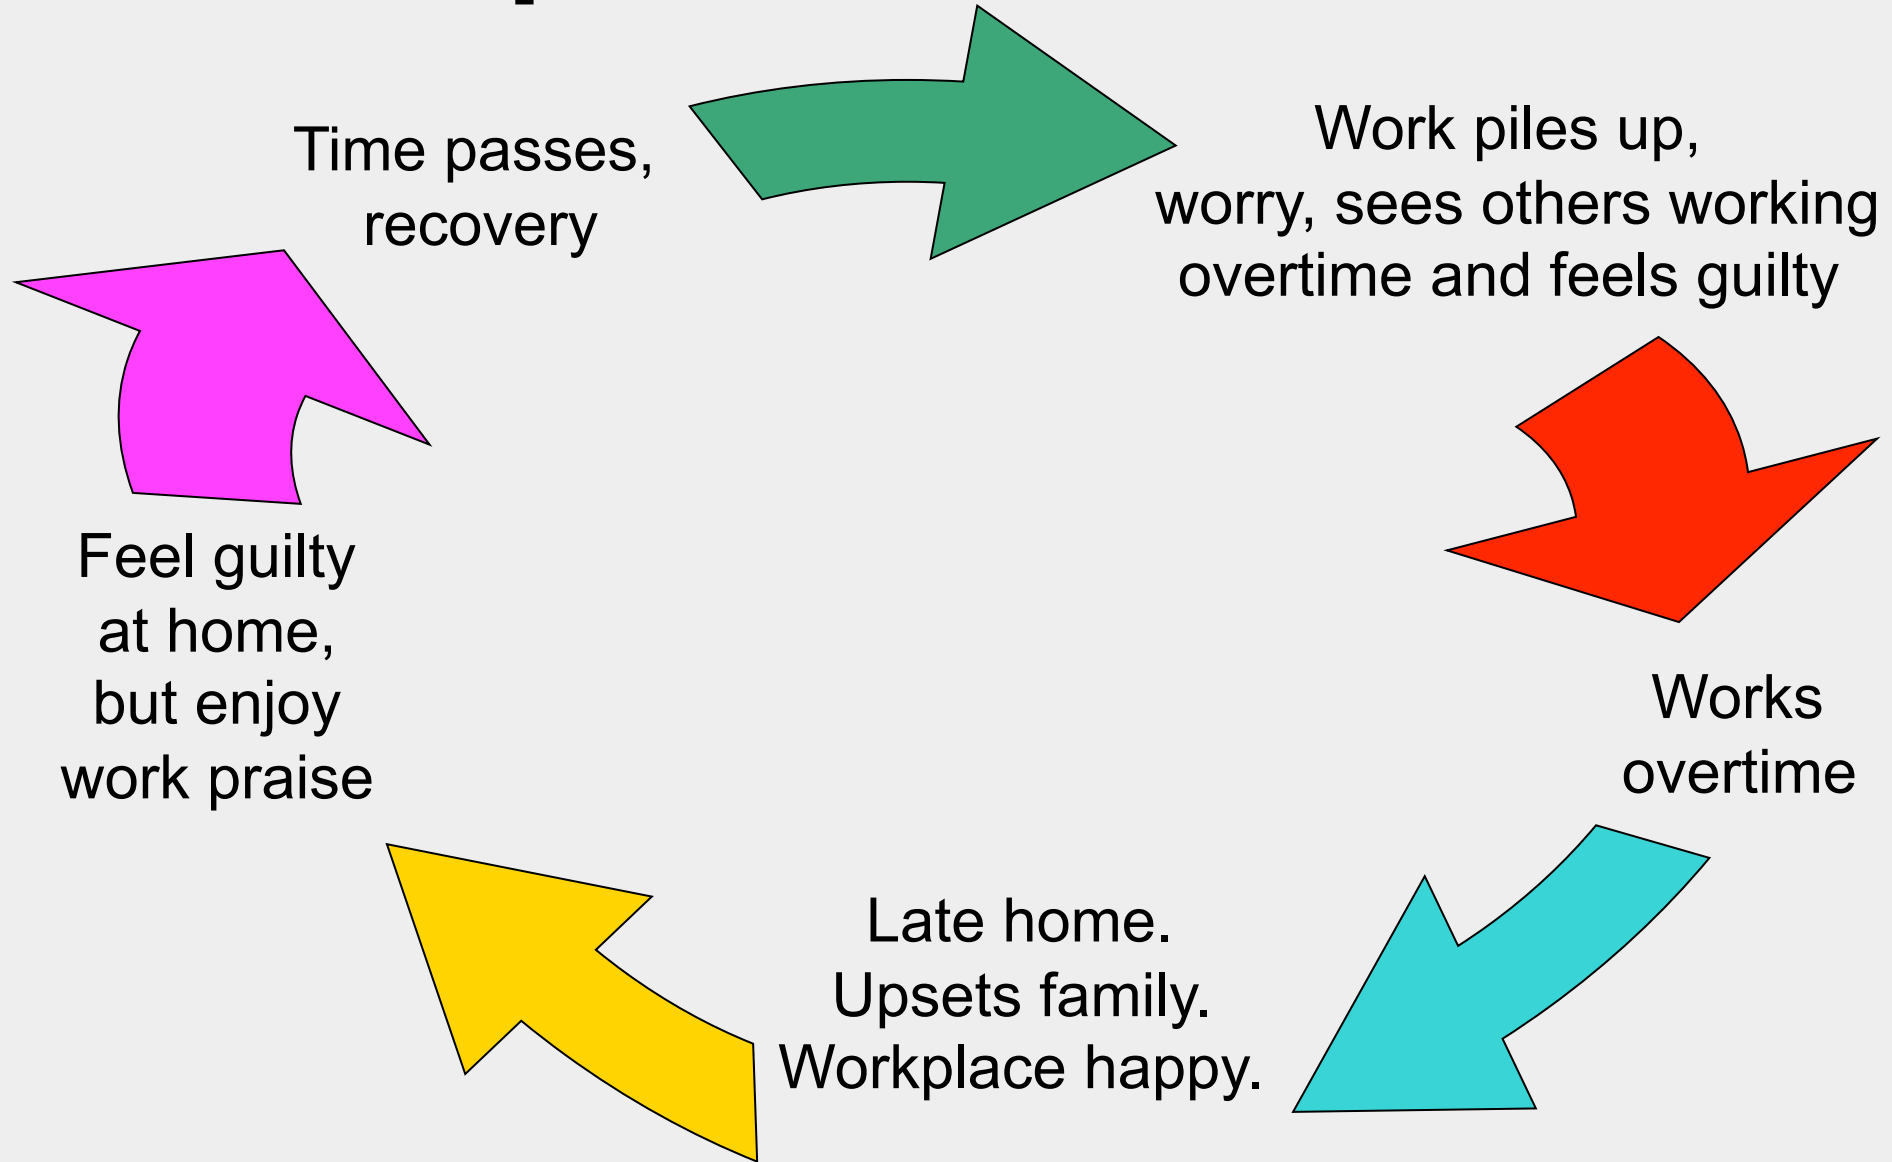 Time passes,
recovery
Work piles up,
worry, sees others working
overtime and feels guilty
Works
overtime
Late home.
Upsets family.
Workplace happy.
Feel guilty
at home,
but enjoy
work praise